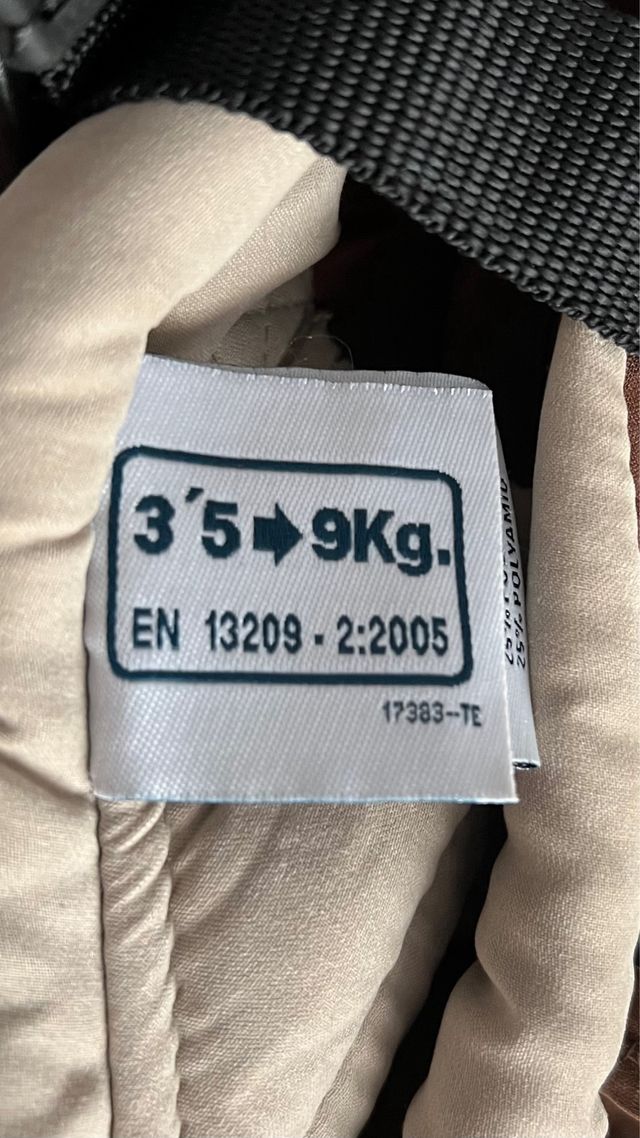 3´5➡9Kg.
EN 13209 - 2:2005
17383--TE
25% POLYAMID